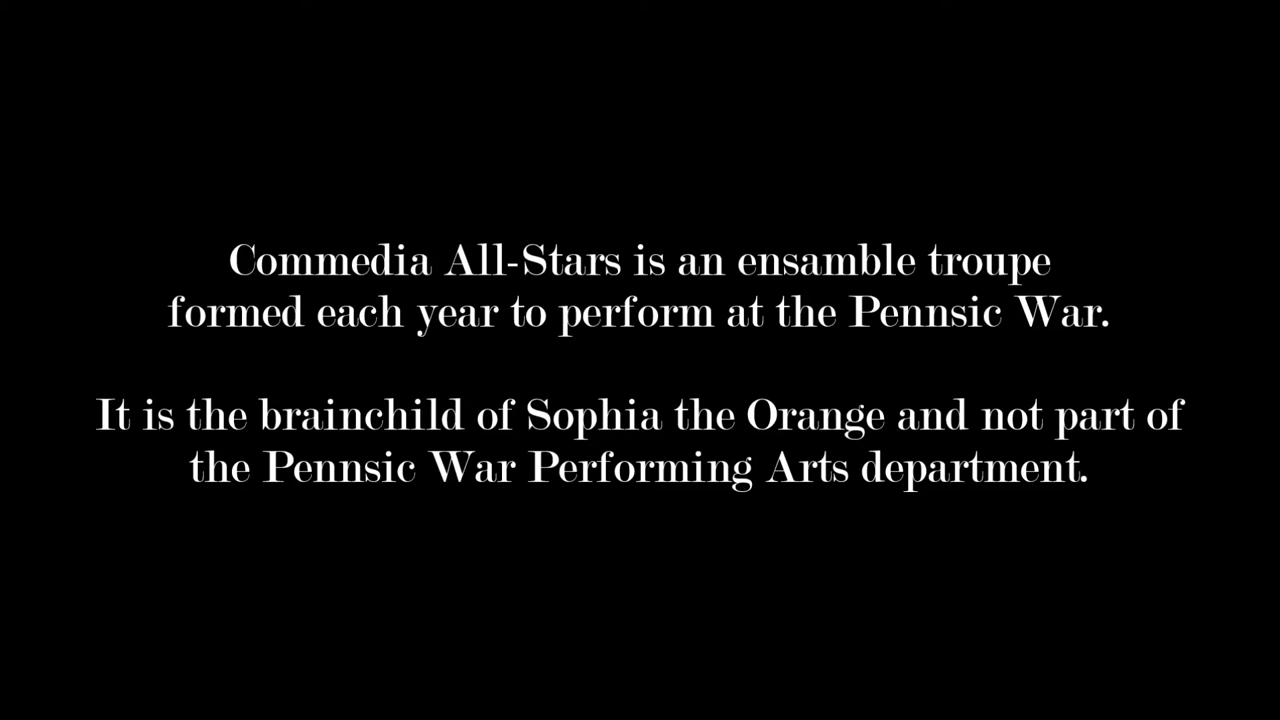 Commedia All-Stars is an ensamble troupe
formed each year to perform at the Pennsic War.
It is the brainchild of Sophia the Orange and not part of
the Pennsic War Performing Arts department.